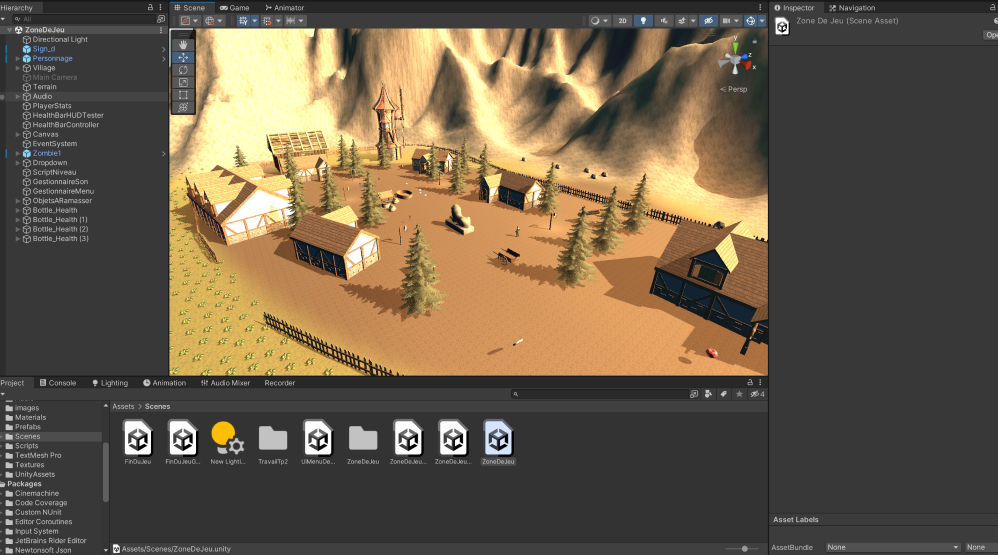 Hierarchy
Scene
Game
Animator
Inspector
Navigation
All
2D
ZoneDeJeu
Directional Light
Sign_d
Personnage
Village
Main Camera
Terrain
Audio
PlayerStats
HealthBarHUDTester
HealthBarController
Canvas
EventSystem
Zombie1
Dropdown
ScriptNiveau
GestionnaireSon
GestionnaireMenu
ObjetsARamasser
Bottle_Health
Bottle_Health (1)
Bottle_Health (2)
Bottle_Health (3)
y
z
x
< Persp
Zone De Jeu (Scene Asset)
Ope
Project
Console
Lighting
Animation
Audio Mixer
Recorder
4
Images
Materials
Prefabs
Scenes
Scripts
TextMesh Pro
Textures
UnityAssets
Packages
Cinemachine
Code Coverage
Custom NUnit
Editor Coroutines
Input System
JetBrains Rider Editor
Newtonsoft Json
Assets > Scenes
FinDuJeu
FinDuJeuG...
New Lighti...
TravailTp2
UiMenuDe...
ZoneDeJeu
ZoneDeJeu...
ZoneDeJeu...
ZoneDeJeu
Assets/Scenes/ZoneDeJeu.unity
Asset Labels
AssetBundle
None
None